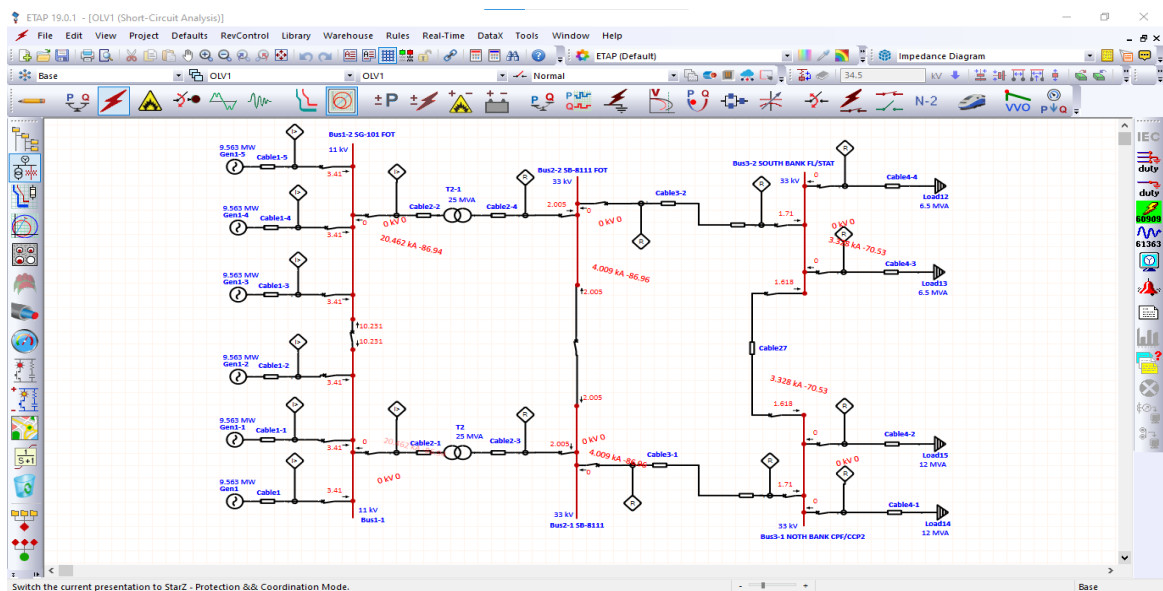 ETAP 19.0.1 - [OLV1 (Short-Circuit Analysis)]
File Edit View Project Defaults RevControl Library Warehouse Rules Real-Time DataX Tools Window Help
ETAP (Default)
Impedance Diagram
Base
OLV1
OLV1
Normal
34.5
kV
N-2
VVO
IEC
duty
duty
60909
61363
Bus1-2 SG-101 FOT
11 kV
9.563 MW
Gen1-5
Cable1-5
3.41
9.563 MW
Gen1-4
Cable1-4
3.41
0
0 kV 0
20.462 kA -86.94
Cable2-2
T2-1
25 MVA
Cable2-4
Bus2-2 SB-8111 FOT
33 kV
2.005
0
0 kV 0
4.009 kA -86.96
Cable3-2
Bus3-2 SOUTH BANK FL/STAT
33 kV
1.71
0
Cable4-4
Load12
6.5 MVA
0 kV 0
3.328 kA -70.53
0
Cable4-3
Load13
6.5 MVA
1.618
9.563 MW
Gen1-3
Cable1-3
3.41
2.005
10.231
10.231
Cable27
9.563 MW
Gen1-2
Cable1-2
3.41
3.328 kA -70.53
2.005
1.618
9.563 MW
Gen1-1
Cable1-1
3.41
0
Cable2-1
0 kV 0
T2
25 MVA
Cable2-3
2.005
0 kV 0
4.009 kA -86.96
0
Cable3-1
0
Cable4-2
Load15
12 MVA
0 kV 0
1.71
0
Cable4-1
Load14
12 MVA
9.563 MW
Gen1
Cable1
3.41
11 kV
Bus1-1
33 kV
Bus2-1 SB-8111
33 kV
Bus3-1 NOTH BANK CPF/CCP2
Switch the current presentation to StarZ - Protection && Coordination Mode.
Base